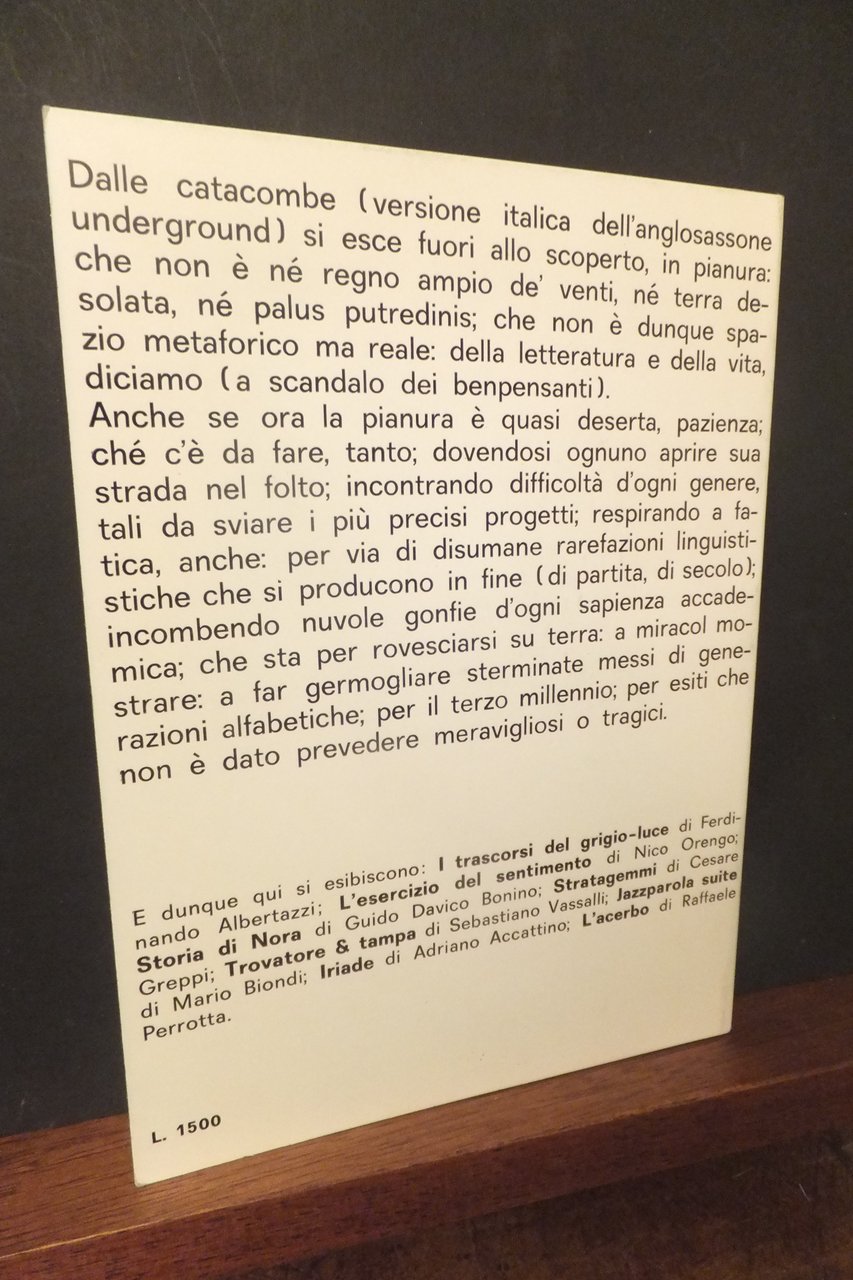 Dalle catacombe (versione italica dell'anglosassone
underground) si esce fuori allo scoperto, in pianura:
che non è né regno ampio de' venti, né terra de-
solata, né palus putredinis; che non è dunque spa-
zio metaforico ma reale: della letteratura e della vita,
diciamo (a scandalo dei benpensanti).
Anche se ora la pianura è quasi deserta, pazienza;
ché c'è da fare, tanto; dovendosi ognuno aprire sua
strada nel folto; incontrando difficoltà d'ogni genere,
tali da sviare i più precisi progetti; respirando a fa-
tica, anche: per via di disumane rarefazioni linguisti-
stiche che si producono in fine (di partita, di secolo);
incombendo nuvole gonfie d'ogni sapienza accade-
mica; che sta per rovesciarsi su terra: a miracol mo-
strare: a far germogliare sterminate messi di gene-
razioni alfabetiche; per il terzo millennio; per esiti che
non è dato prevedere meravigliosi o tragici.
E dunque qui si esibiscono: I trascorsi del grigio-luce di Ferdi-
nando Albertazzi; L'esercizio del sentimento di Nico Orengo;
Storia di Nora di Guido Davico Bonino; Stratagemmi di Cesare
Greppi; Trovatore & tampa di Sebastiano Vassalli; Jazzparola suite
di Mario Biondi; Iriade di Adriano Accattino; L'acerbo di Raffaele
Perrotta.
L. 1500